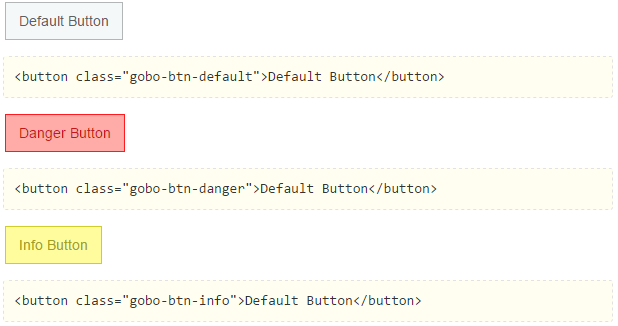 Default Button
<button class="gobo-btn-default">Default Button</button>
Danger Button
<button class="gobo-btn-danger">Default Button</button>
Info Button
<button class="gobo-btn-info">Default Button</button>